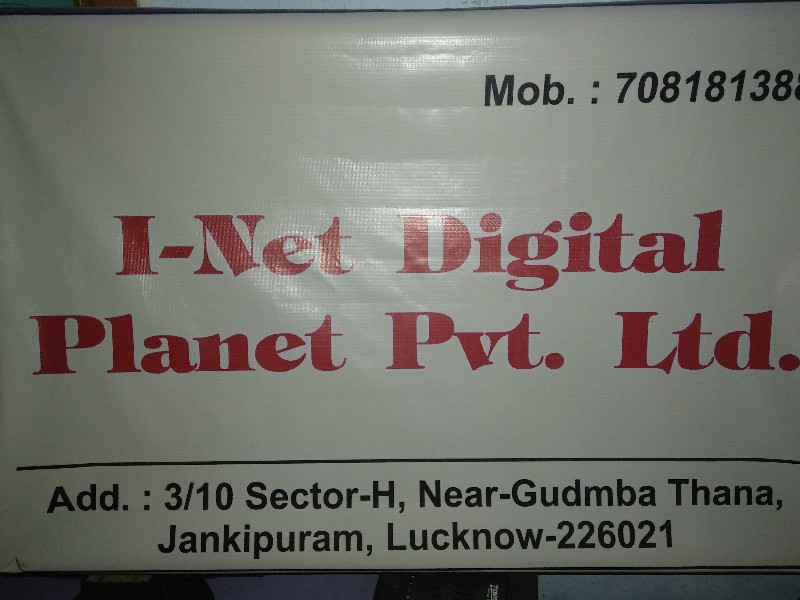 Mob. : 70818138
I-Net Digital
Planet Pvt. Ltd.
Add. : 3/10 Sector-H, Near-Gudmba Thana,
Jankipuram, Lucknow-226021